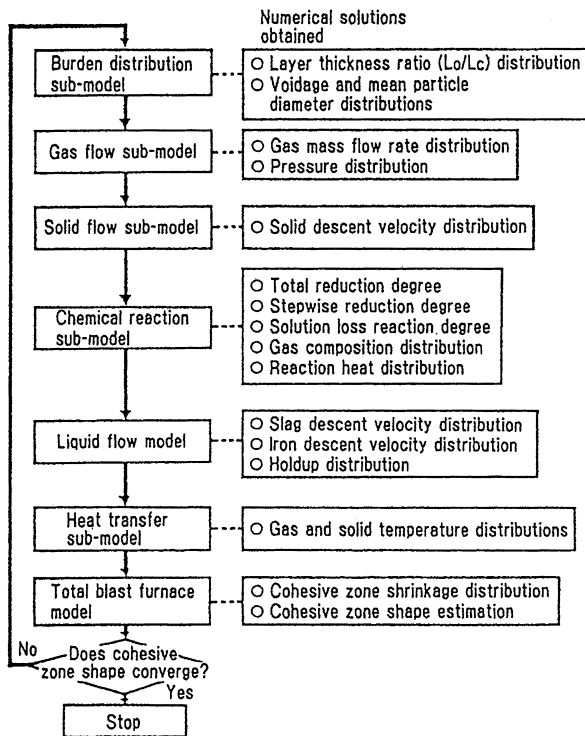 Numerical solutions
obtained
Burden distribution
sub-model
○ Layer thickness ratio (Lo/Lc) distribution
○ Voidage and mean particle
diameter distributions
Gas flow sub-model
○ Gas mass flow rate distribution
○ Pressure distribution
Solid flow sub-model
○ Solid descent velocity distribution
Chemical reaction
sub-model
○ Total reduction degree
○ Stepwise reduction degree
○ Solution loss reaction degree
○ Gas composition distribution
○ Reaction heat distribution
Liquid flow model
○ Slag descent velocity distribution
○ Iron descent velocity distribution
○ Holdup distribution
Heat transfer
sub-model
○ Gas and solid temperature distributions
Total blast furnace
model
○ Cohesive zone shrinkage distribution
○ Cohesive zone shape estimation
No
Does cohesive
zone shape converge?
Yes
Stop